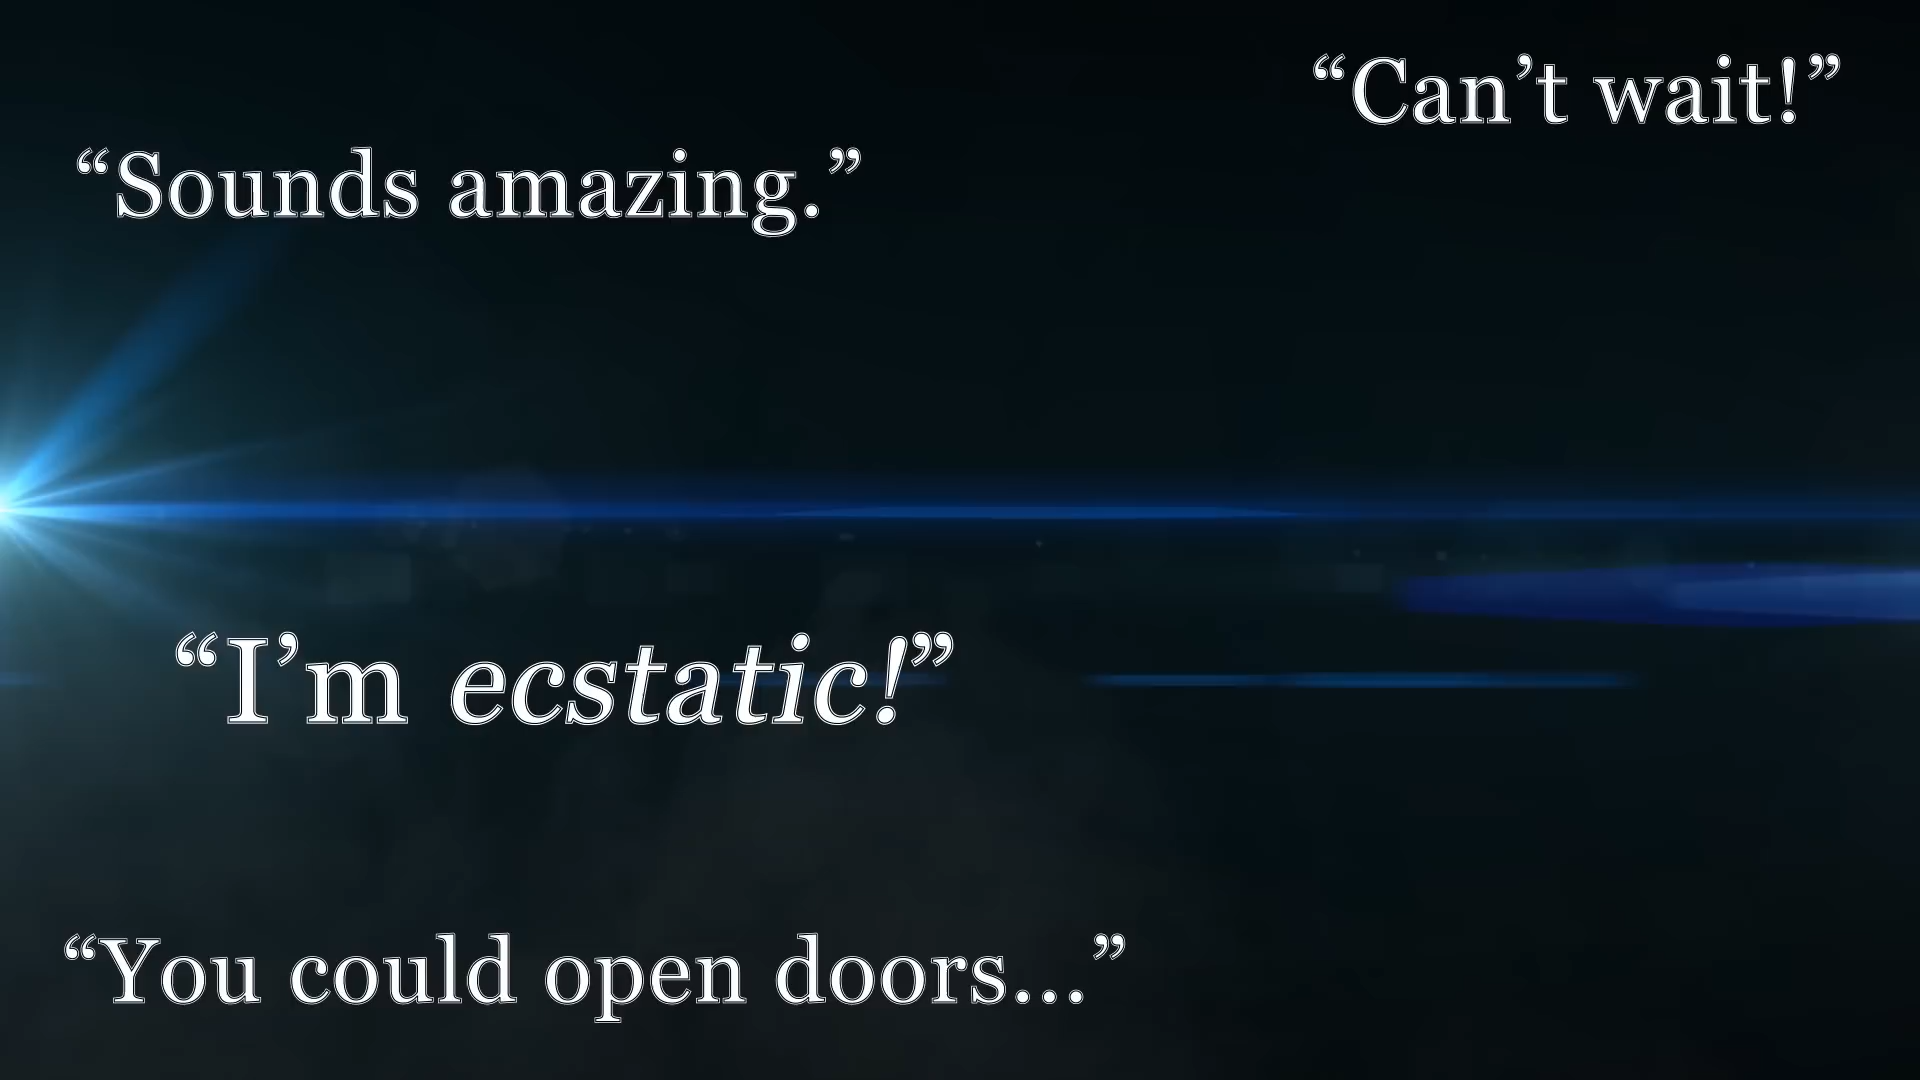 “Can’t wait!”
“Sounds amazing.”
“I’m ecstatic!”
“You could open doors...”